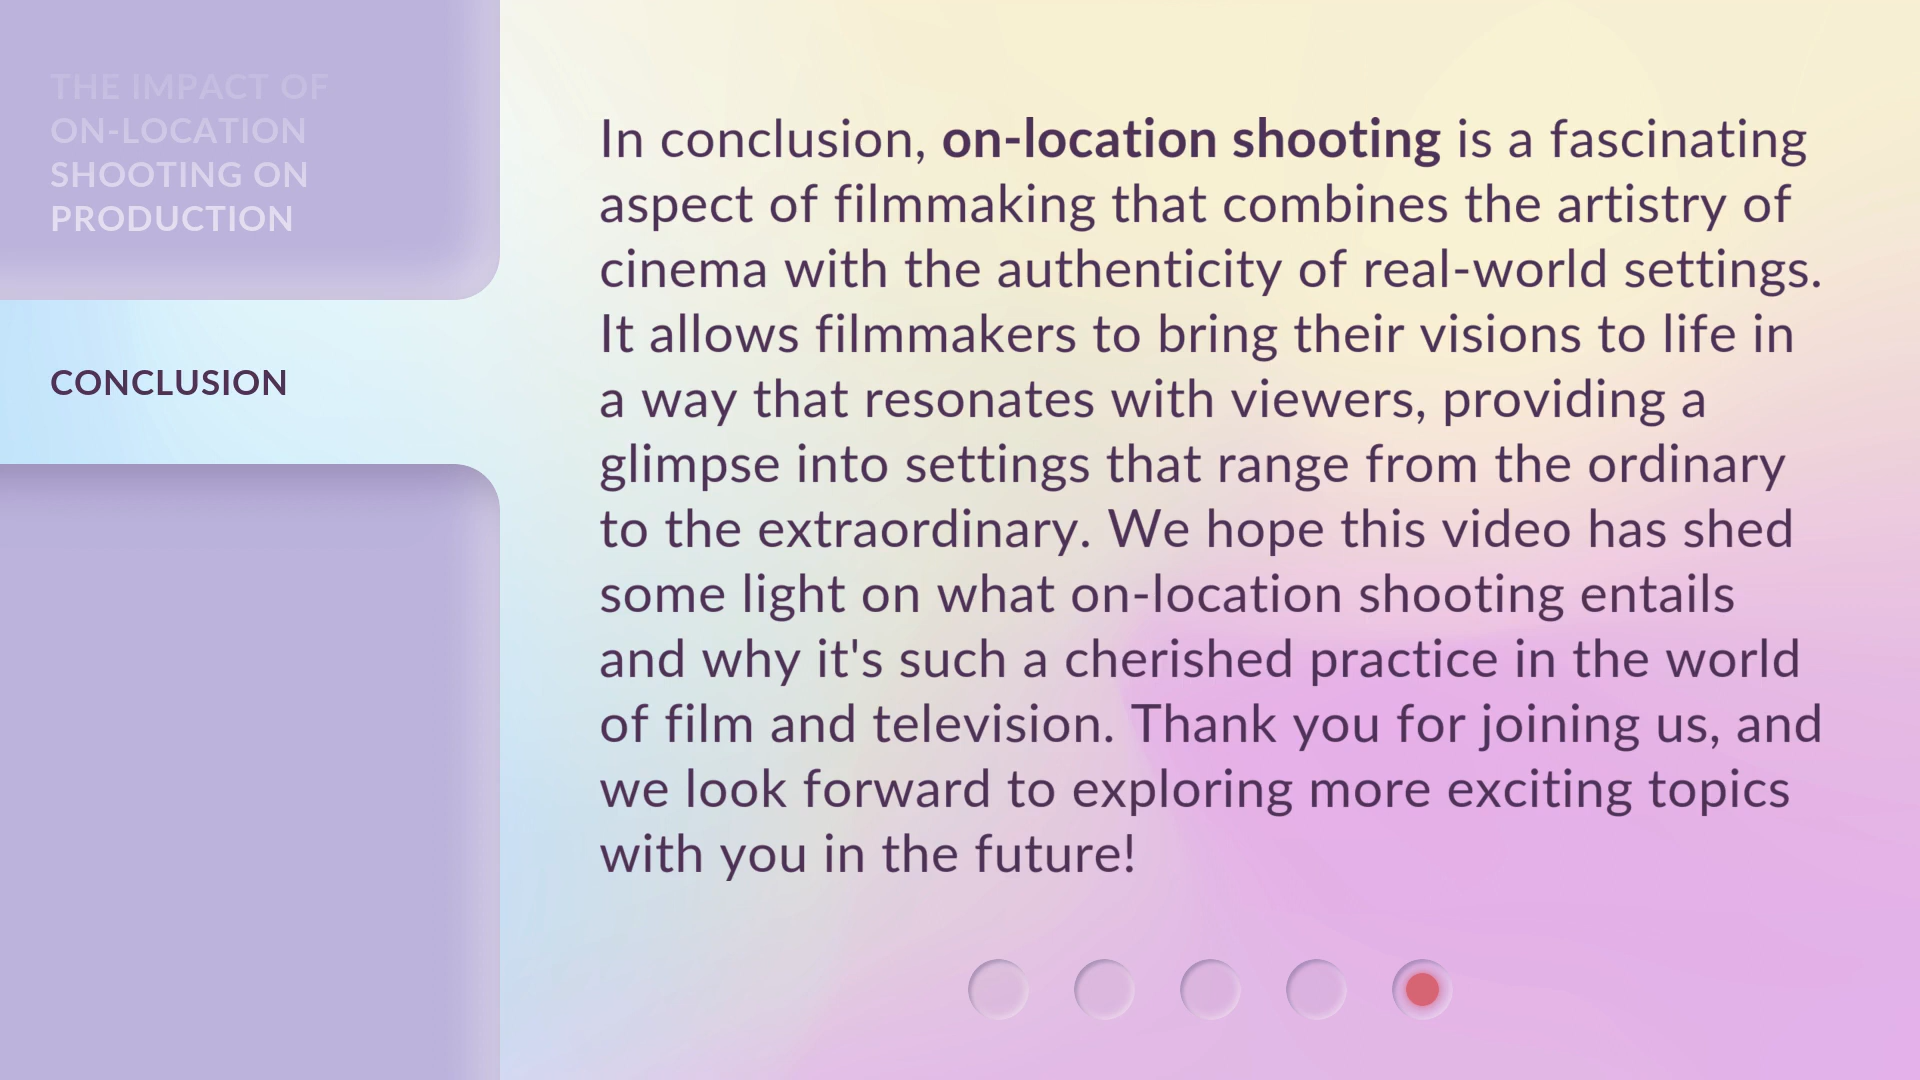 THE IMPACT OF
ON-LOCATION
SHOOTING ON
PRODUCTION
CONCLUSION
In conclusion, on-location shooting is a fascinating
aspect of filmmaking that combines the artistry of
cinema with the authenticity of real-world settings.
It allows filmmakers to bring their visions to life in
a way that resonates with viewers, providing a
glimpse into settings that range from the ordinary
to the extraordinary. We hope this video has shed
some light on what on-location shooting entails
and why it's such a cherished practice in the world
of film and television. Thank you for joining us, and
we look forward to exploring more exciting topics
with you in the future!